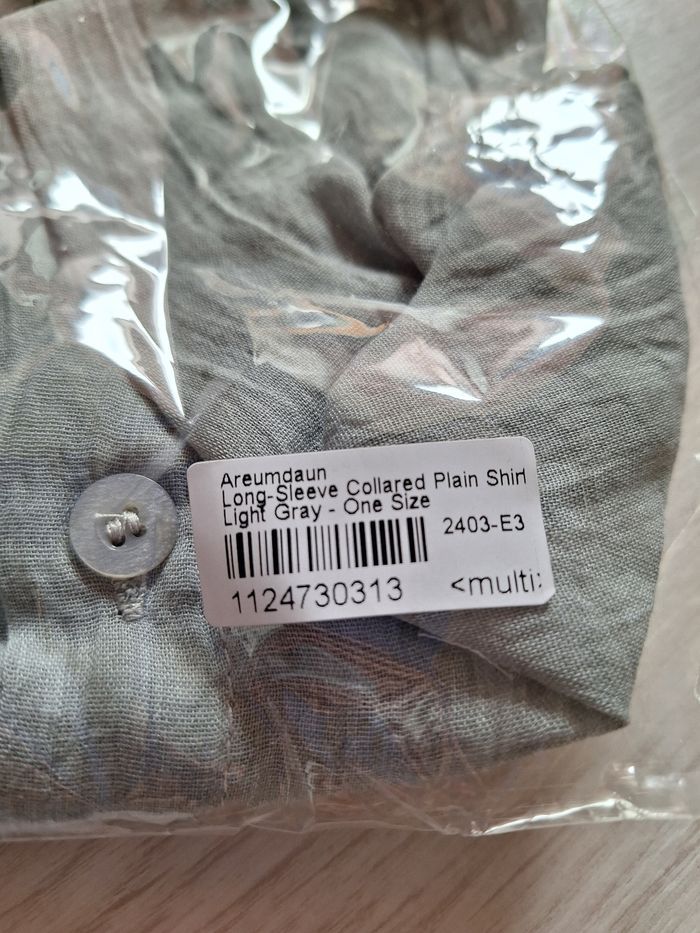 Areumdaun
Long-Sleeve Collared Plain Shirt
Light Gray - One Size
2403-E3
1124730313
<multi: